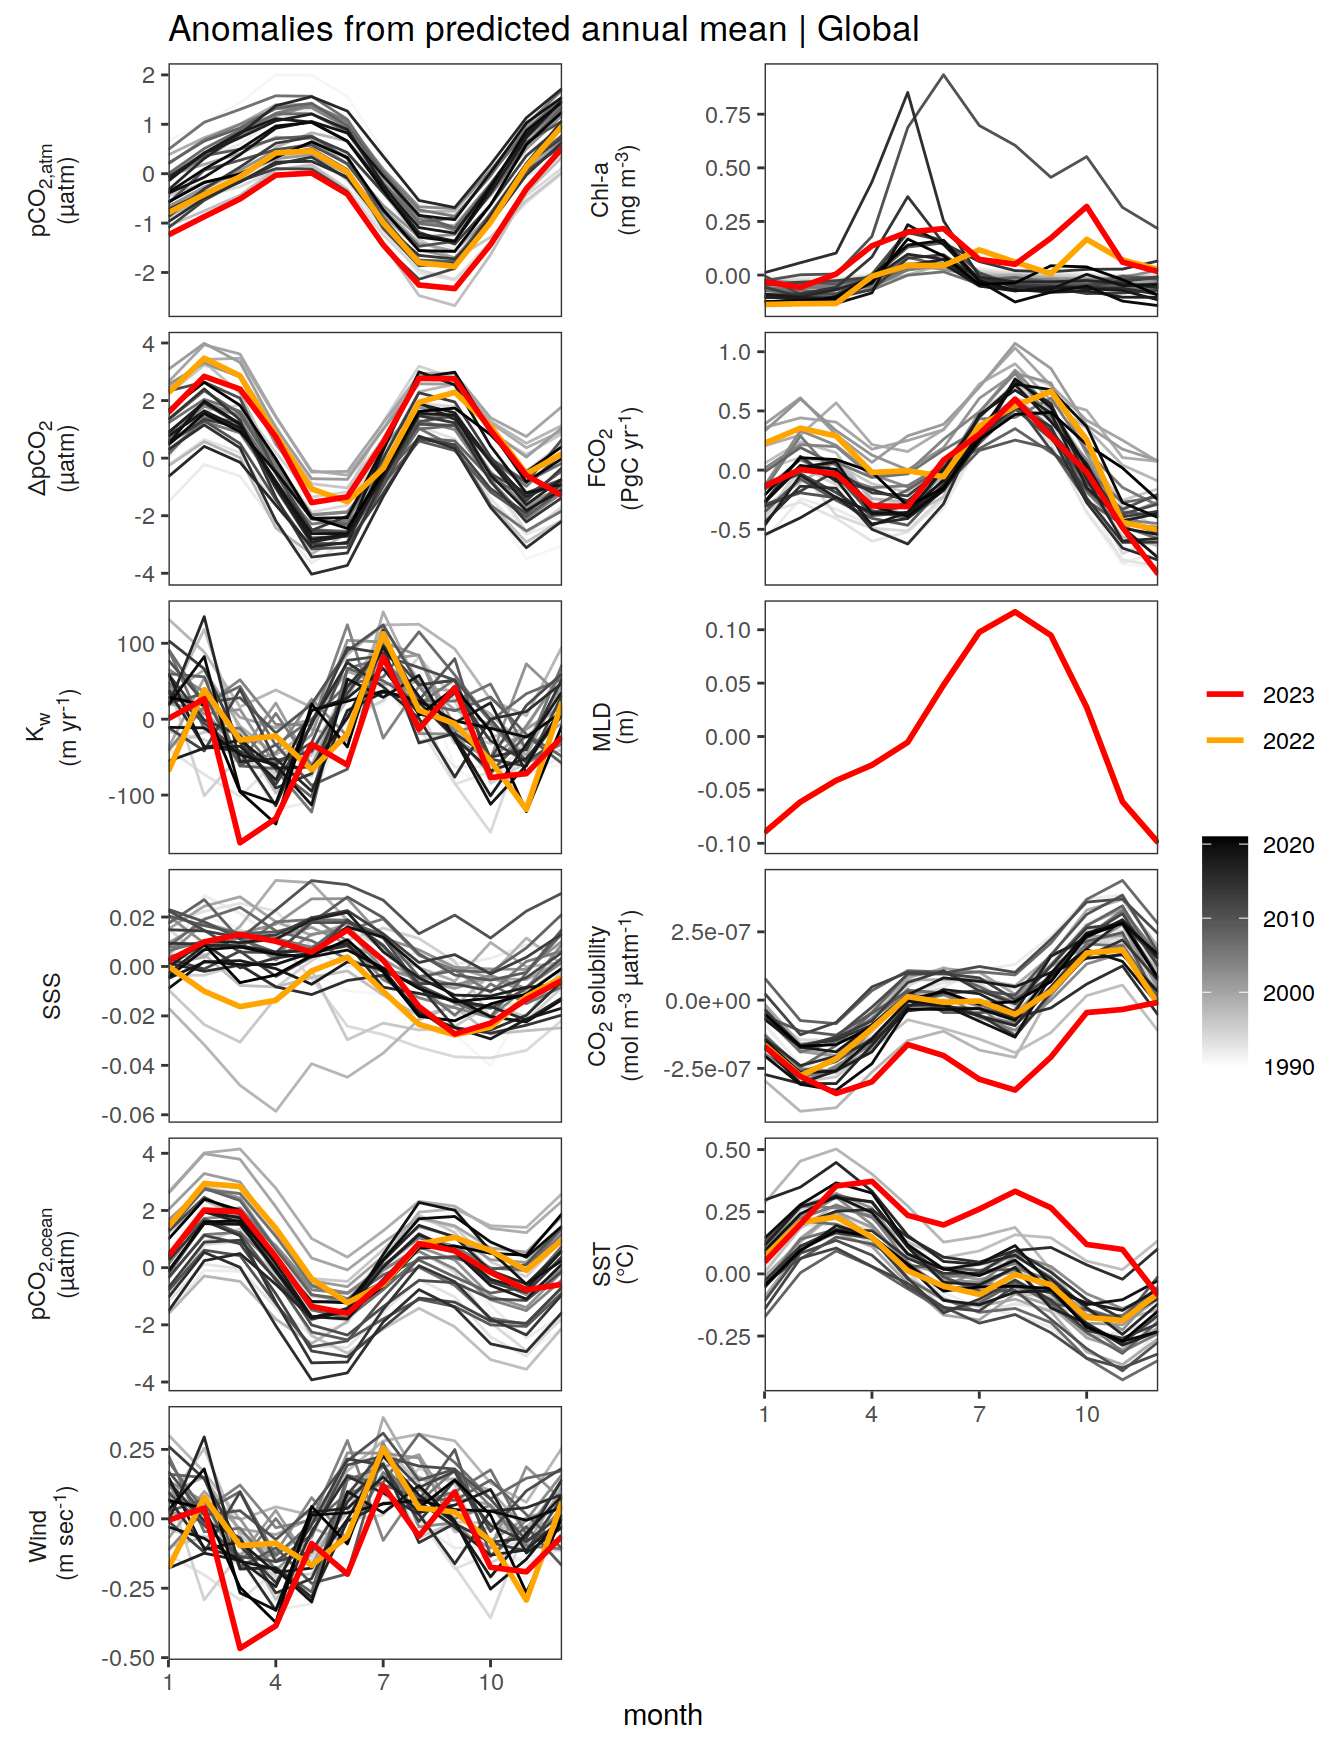 Anomalies from predicted annual mean | Global
pCO2,atm
(µatm)
2
1
0
-1
-2
Chl-a
(mg m-3)
0.75
0.50
0.25
0.00
ΔpCO2
(µatm)
4
2
0
-2
-4
FCO2
(PgC yr-1)
1.0
0.5
0.0
-0.5
Kw
(m yr-1)
100
0
-100
MLD
(m)
0.10
0.05
0.00
-0.05
-0.10
SSS
0.02
0.00
-0.02
-0.04
-0.06
CO2 solubility
(mol m-3 µatm-1)
2.5e-07
0.0e+00
-2.5e-07
pCO2,ocean
(µatm)
4
2
0
-2
-4
SST
(°C)
0.50
0.25
0.00
-0.25
1 4 7 10
Wind
(m sec-1)
0.25
0.00
-0.25
-0.50
1 4 7 10
month
2023
2022
2020
2010
2000
1990